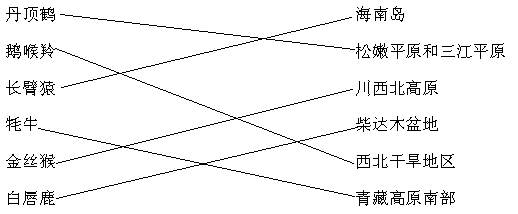 丹顶鹤 海南岛
鹅喉羚 松嫩平原和三江平原
长臂猿 川西北高原
牦牛 柴达木盆地
金丝猴 西北干旱地区
白唇鹿 青藏高原南部